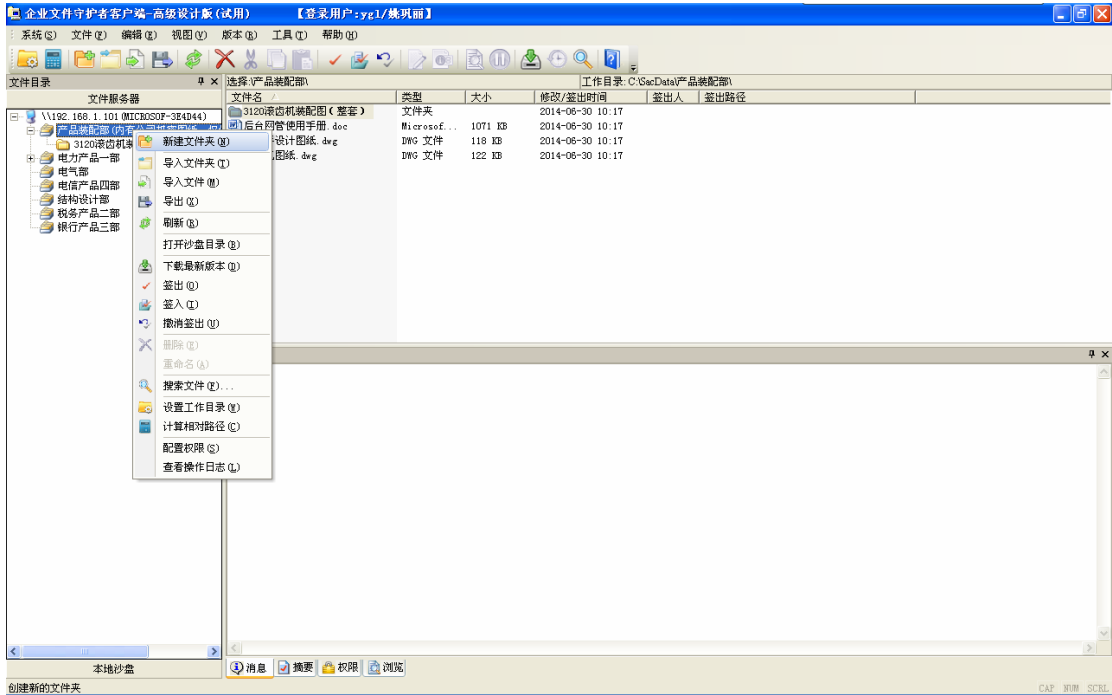 企业文件守护者客户端-高级设计版(试用) 【登录用户:yg1/姚巩丽】
系统(S) 文件(F) 编辑(E) 视图(V) 版本(B) 工具(T) 帮助(H)
文件目录
选择:\产品装配部\
工作目录: C:\SacData\产品装配部\
文件服务器
文件名 类型 大小 修改/签出时间 签出人 签出路径
\\192.168.1.101(MICROSOF-3E4D44)
产品装配部(内有
3120滚齿机装
电力产品一部
电气部
电信产品四部
结构设计部
税务产品二部
银行产品三部
3120滚齿机装配图(整套) 文件夹 2014-06-30 10:17
后台网管使用手册.doc Microsof... 1071 KB 2014-06-30 10:17
设计图纸.dwg DWG 文件 118 KB 2014-06-30 10:17
图纸.dwg DWG 文件 122 KB 2014-06-30 10:17
新建文件夹(N)
导入文件夹(T)
导入文件(M)
导出(X)
刷新(R)
打开沙盘目录(B)
下载最新版本(D)
签出(O)
签入(I)
撤消签出(U)
删除(E)
重命名(A)
搜索文件(F)...
设置工作目录(W)
计算相对路径(C)
配置权限(S)
查看操作日志(L)
本地沙盘
消息 摘要 权限 浏览
创建新的文件夹
CAP NUM SCRL